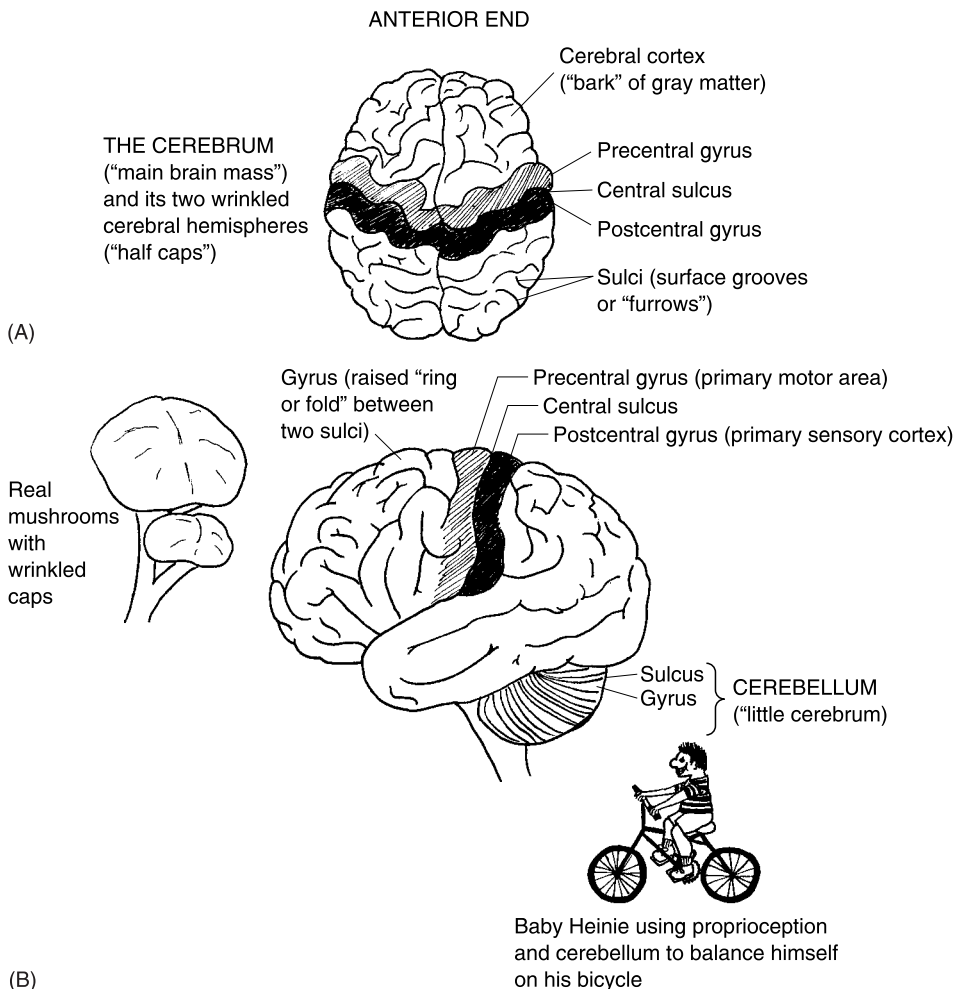 ANTERIOR END
Cerebral cortex
(“bark” of gray matter)
THE CEREBRUM
(“main brain mass”)
and its two wrinkled
cerebral hemispheres
(“half caps”)
Precentral gyrus
Central sulcus
Postcentral gyrus
Sulci (surface grooves
or “furrows”)
(A)
Gyrus (raised “ring
or fold” between
two sulci)
Precentral gyrus (primary motor area)
Central sulcus
Postcentral gyrus (primary sensory cortex)
Real
mushrooms
with
wrinkled
caps
Sulcus
Gyrus
CEREBELLUM
(“little cerebrum)
Baby Heinie using proprioception
and cerebellum to balance himself
on his bicycle
(B)